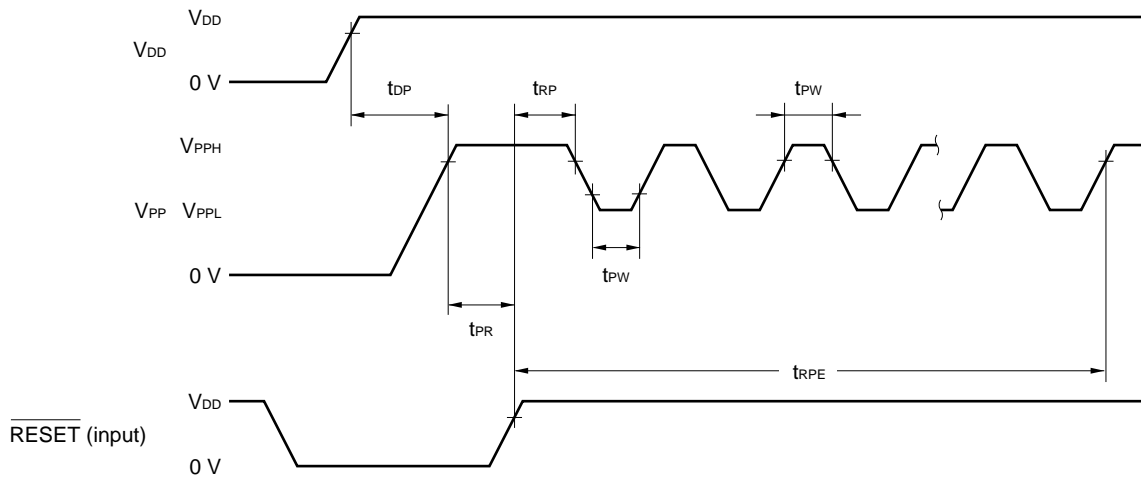 VDD
VDD
0 V
tDP
tRP
tPW
VPPH
VPP VPPL
0 V
tPW
tPR
tRPE
VDD
RESET (input)
0 V